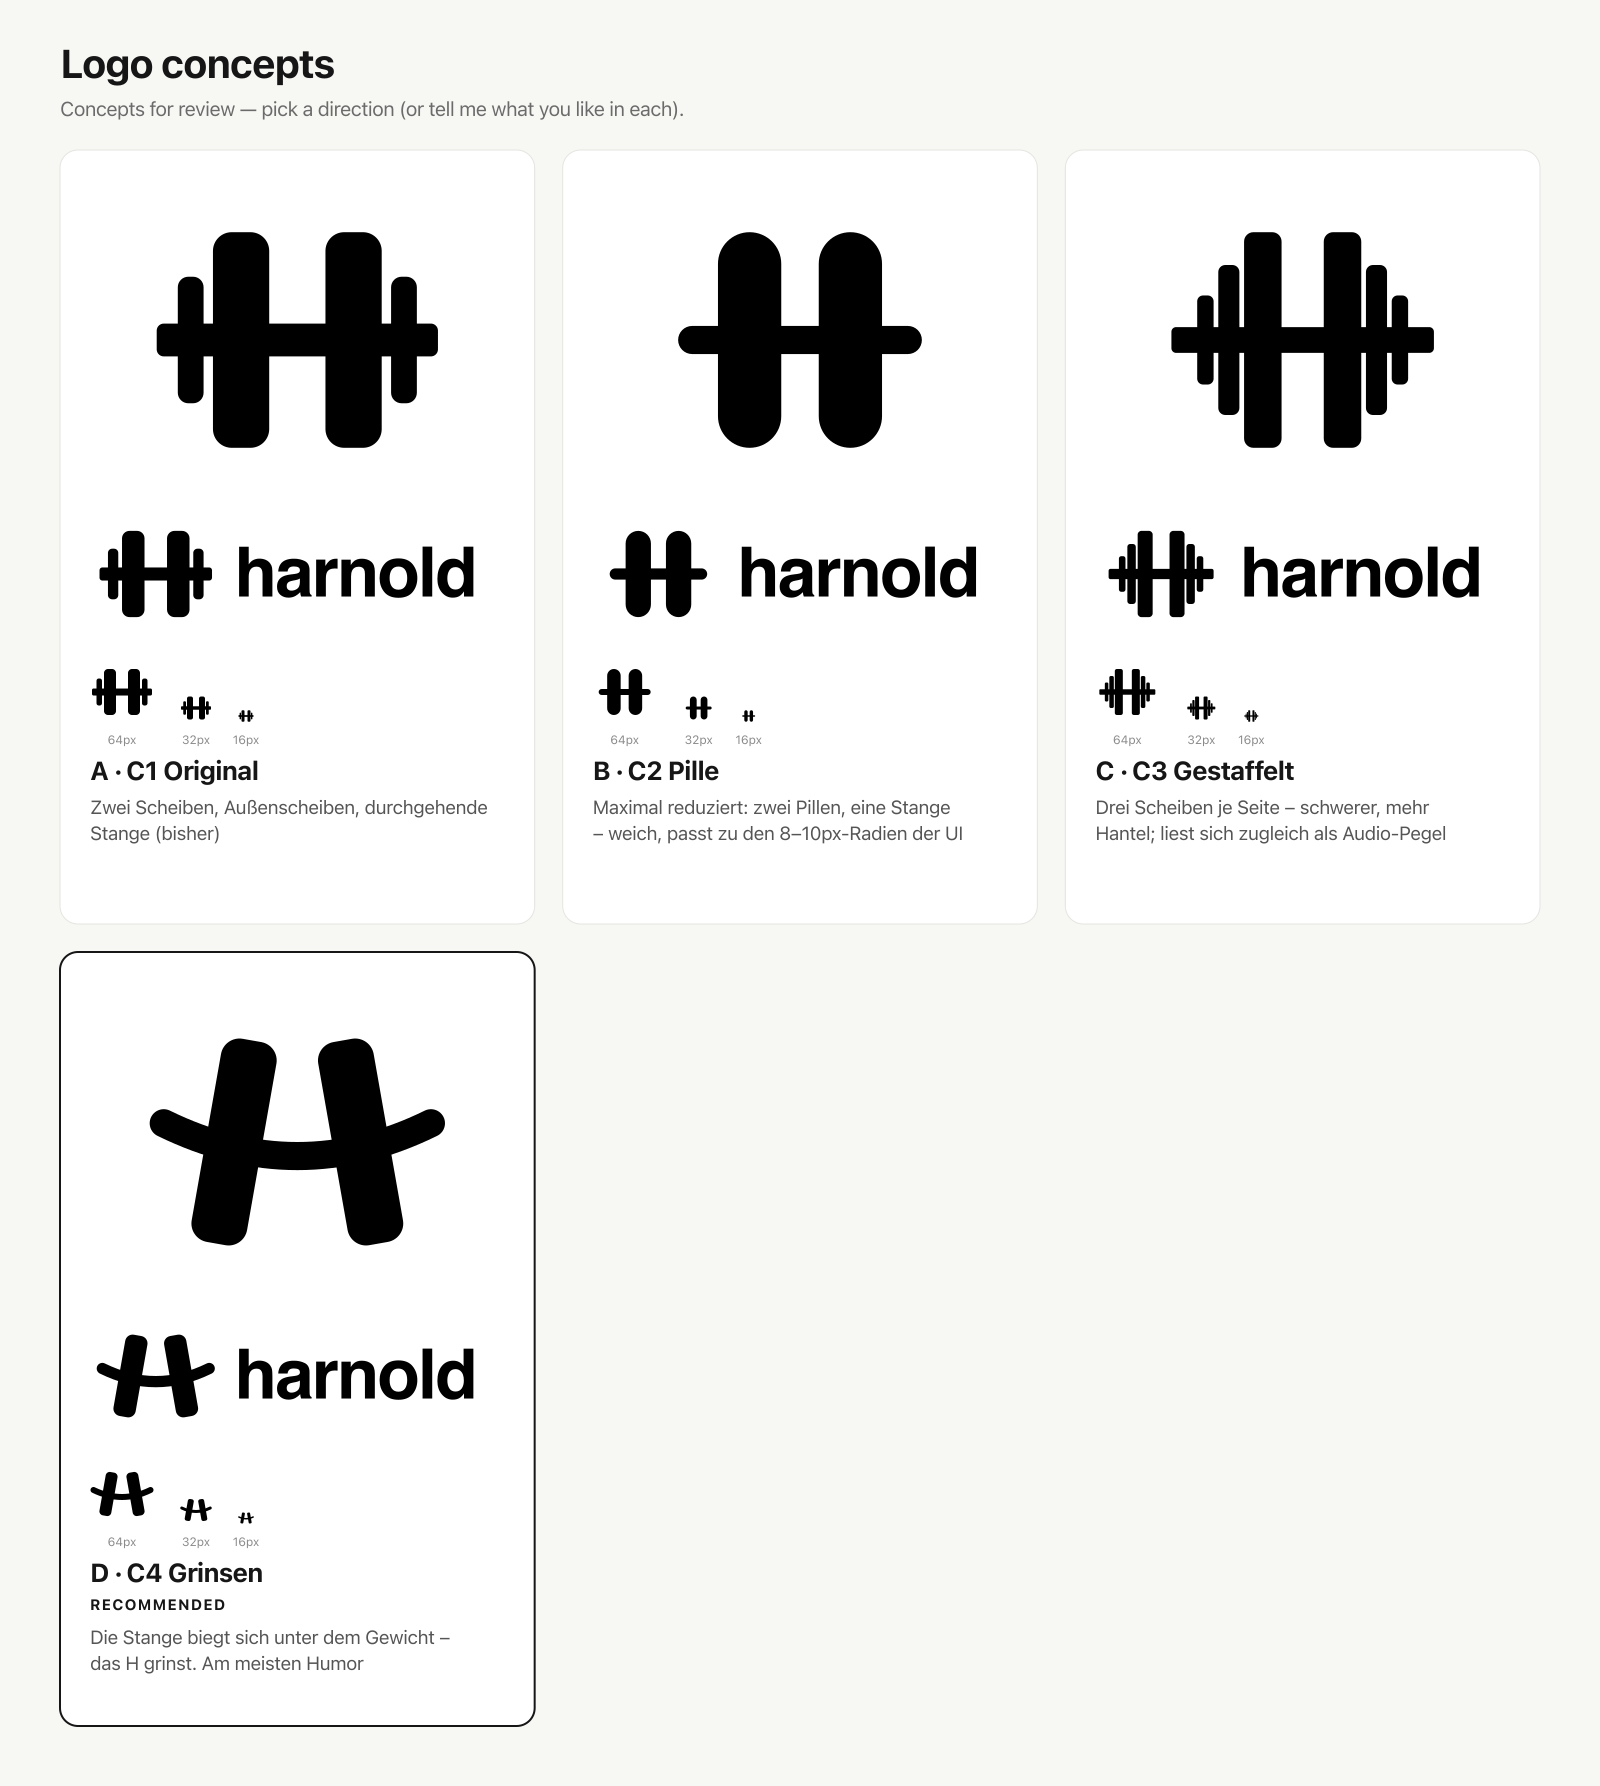 Logo concepts
Concepts for review — pick a direction (or tell me what you like in each).
harnold
64px 32px 16px
A · C1 Original
Zwei Scheiben, Außenscheiben, durchgehende
Stange (bisher)
harnold
64px 32px 16px
B · C2 Pille
Maximal reduziert: zwei Pillen, eine Stange
– weich, passt zu den 8–10px-Radien der UI
harnold
64px 32px 16px
C · C3 Gestaffelt
Drei Scheiben je Seite – schwerer, mehr
Hantel; liest sich zugleich als Audio-Pegel
harnold
64px 32px 16px
D · C4 Grinsen
RECOMMENDED
Die Stange biegt sich unter dem Gewicht –
das H grinst. Am meisten Humor